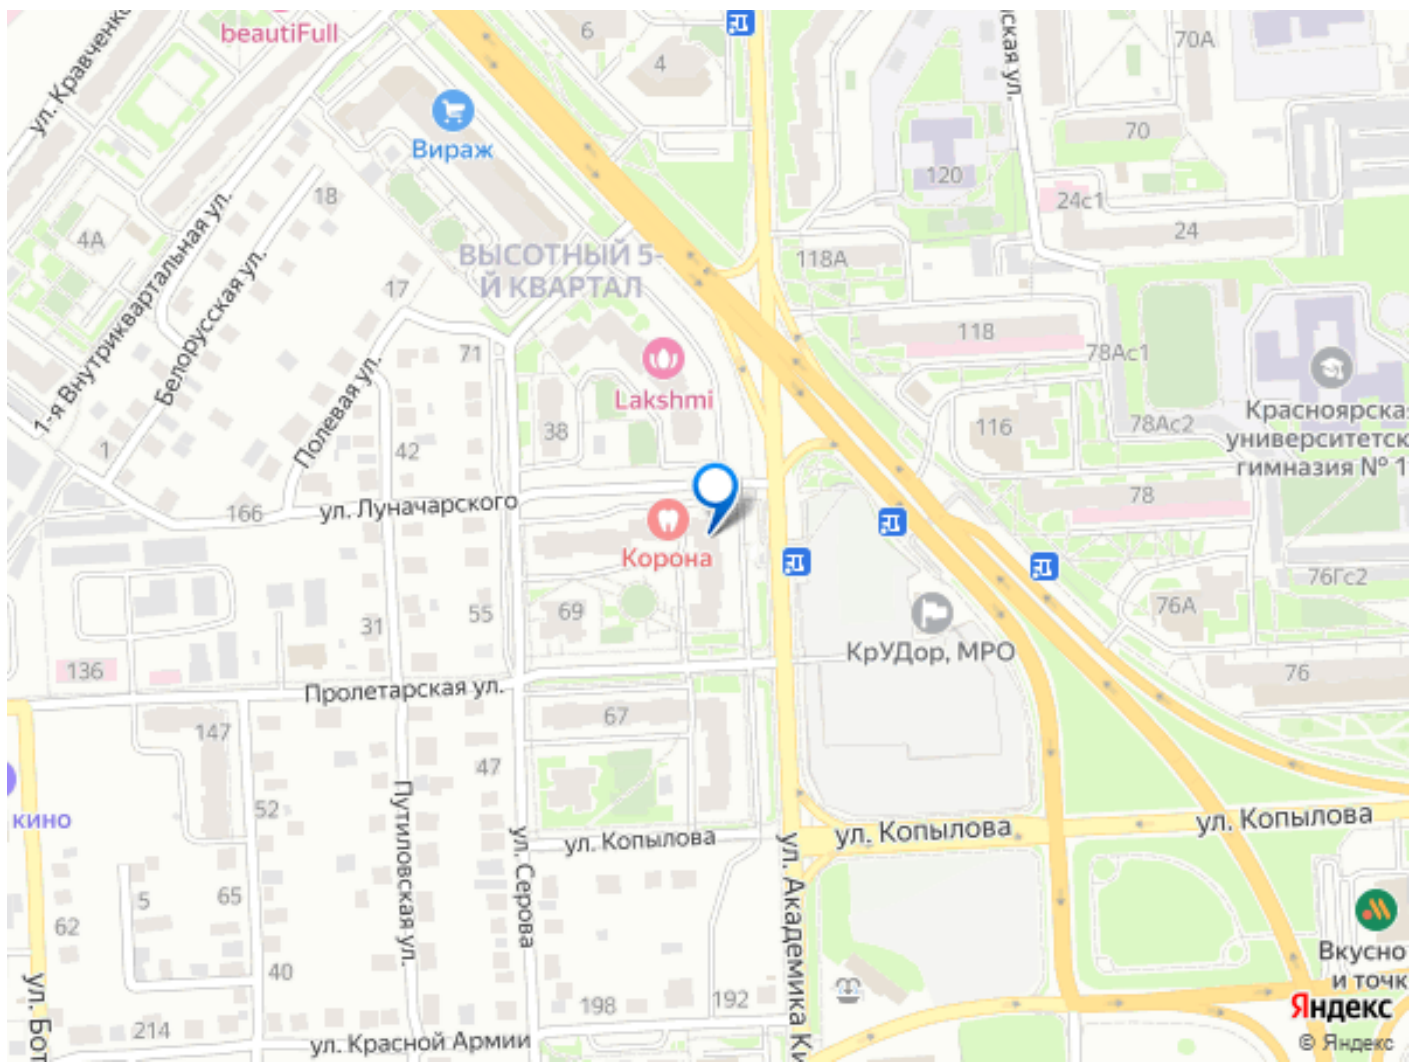 beautiFull
6
4
ская ул.
70А
ул. Кравченко
Вираж
70
120
24с1
24
18
4А
ВЫСОТНЫЙ 5-
Й КВАРТАЛ
118А
1-я Внутриквартальная ул.
Белорусская ул.
17
71
118
78Ас1
Lakshmi
Полевая ул.
38
116
78Ас2
Красноярска
университетск
гимназия № 1
1
42
166
ул. Луначарского
78
Корона
76Гс2
55
69
76А
31
КрУДор, МРО
136
Пролетарская ул.
76
67
147
47
52
кино
Путиловская ул.
ул. Серова
ул. Копылова
ул. Копылова
ул. Копылова
ул. Академика Ки
5
65
62
40
Вкусно
и точк
198
192
214
ул. Красной Армии
ул. Бот
Яндекс
© Яндекс